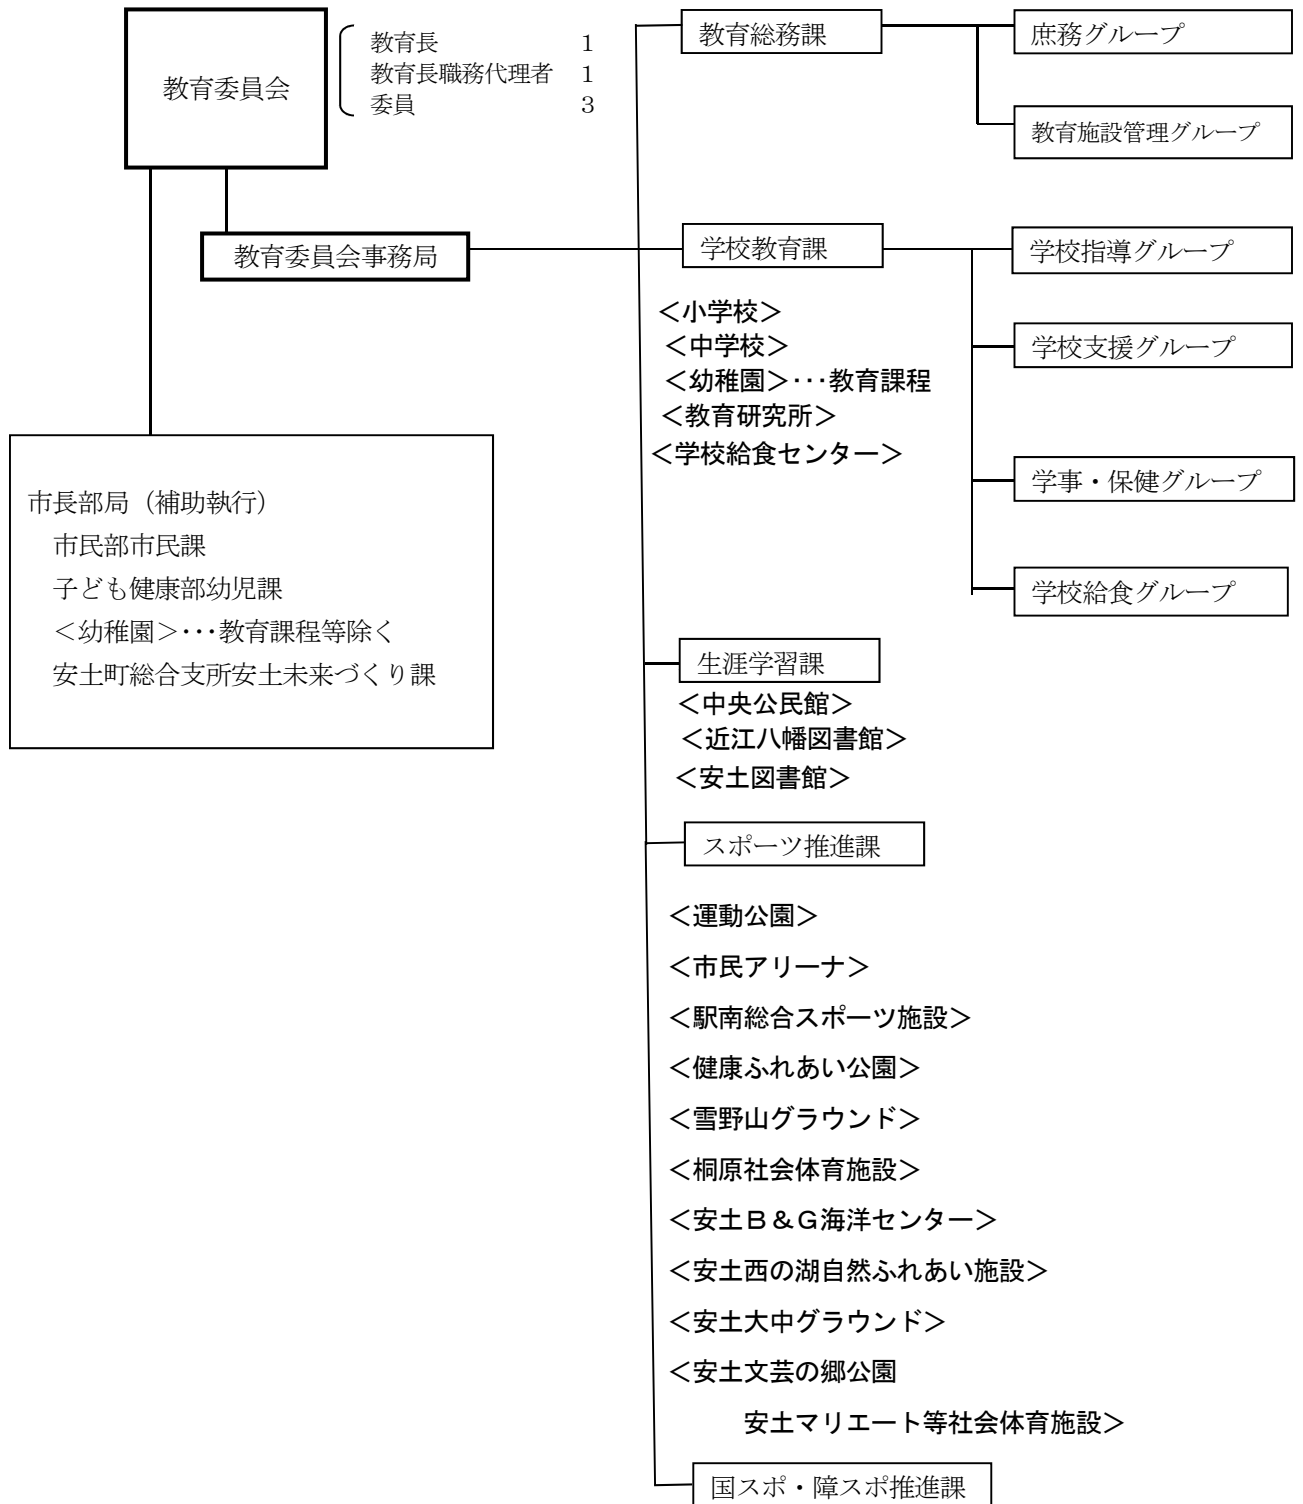 教育委員会
教育長 1
教育長職務代理者 1
委員 3
教育委員会事務局
市長部局（補助執行）
市民部市民課
子ども健康部幼児課
＜幼稚園＞･･･教育課程等除く
安土町総合支所安土未来づくり課
教育総務課
庶務グループ
教育施設管理グループ
学校教育課
＜小学校＞
＜中学校＞
＜幼稚園＞･･･教育課程
＜教育研究所＞
＜学校給食センター＞
学校指導グループ
学校支援グループ
学事・保健グループ
学校給食グループ
生涯学習課
＜中央公民館＞
＜近江八幡図書館＞
＜安土図書館＞
スポーツ推進課
＜運動公園＞
＜市民アリーナ＞
＜駅南総合スポーツ施設＞
＜健康ふれあい公園＞
＜雪野山グラウンド＞
＜桐原社会体育施設＞
＜安土Ｂ＆Ｇ海洋センター＞
＜安土西の湖自然ふれあい施設＞
＜安土大中グラウンド＞
＜安土文芸の郷公園
安土マリエート等社会体育施設＞
国スポ・障スポ推進課